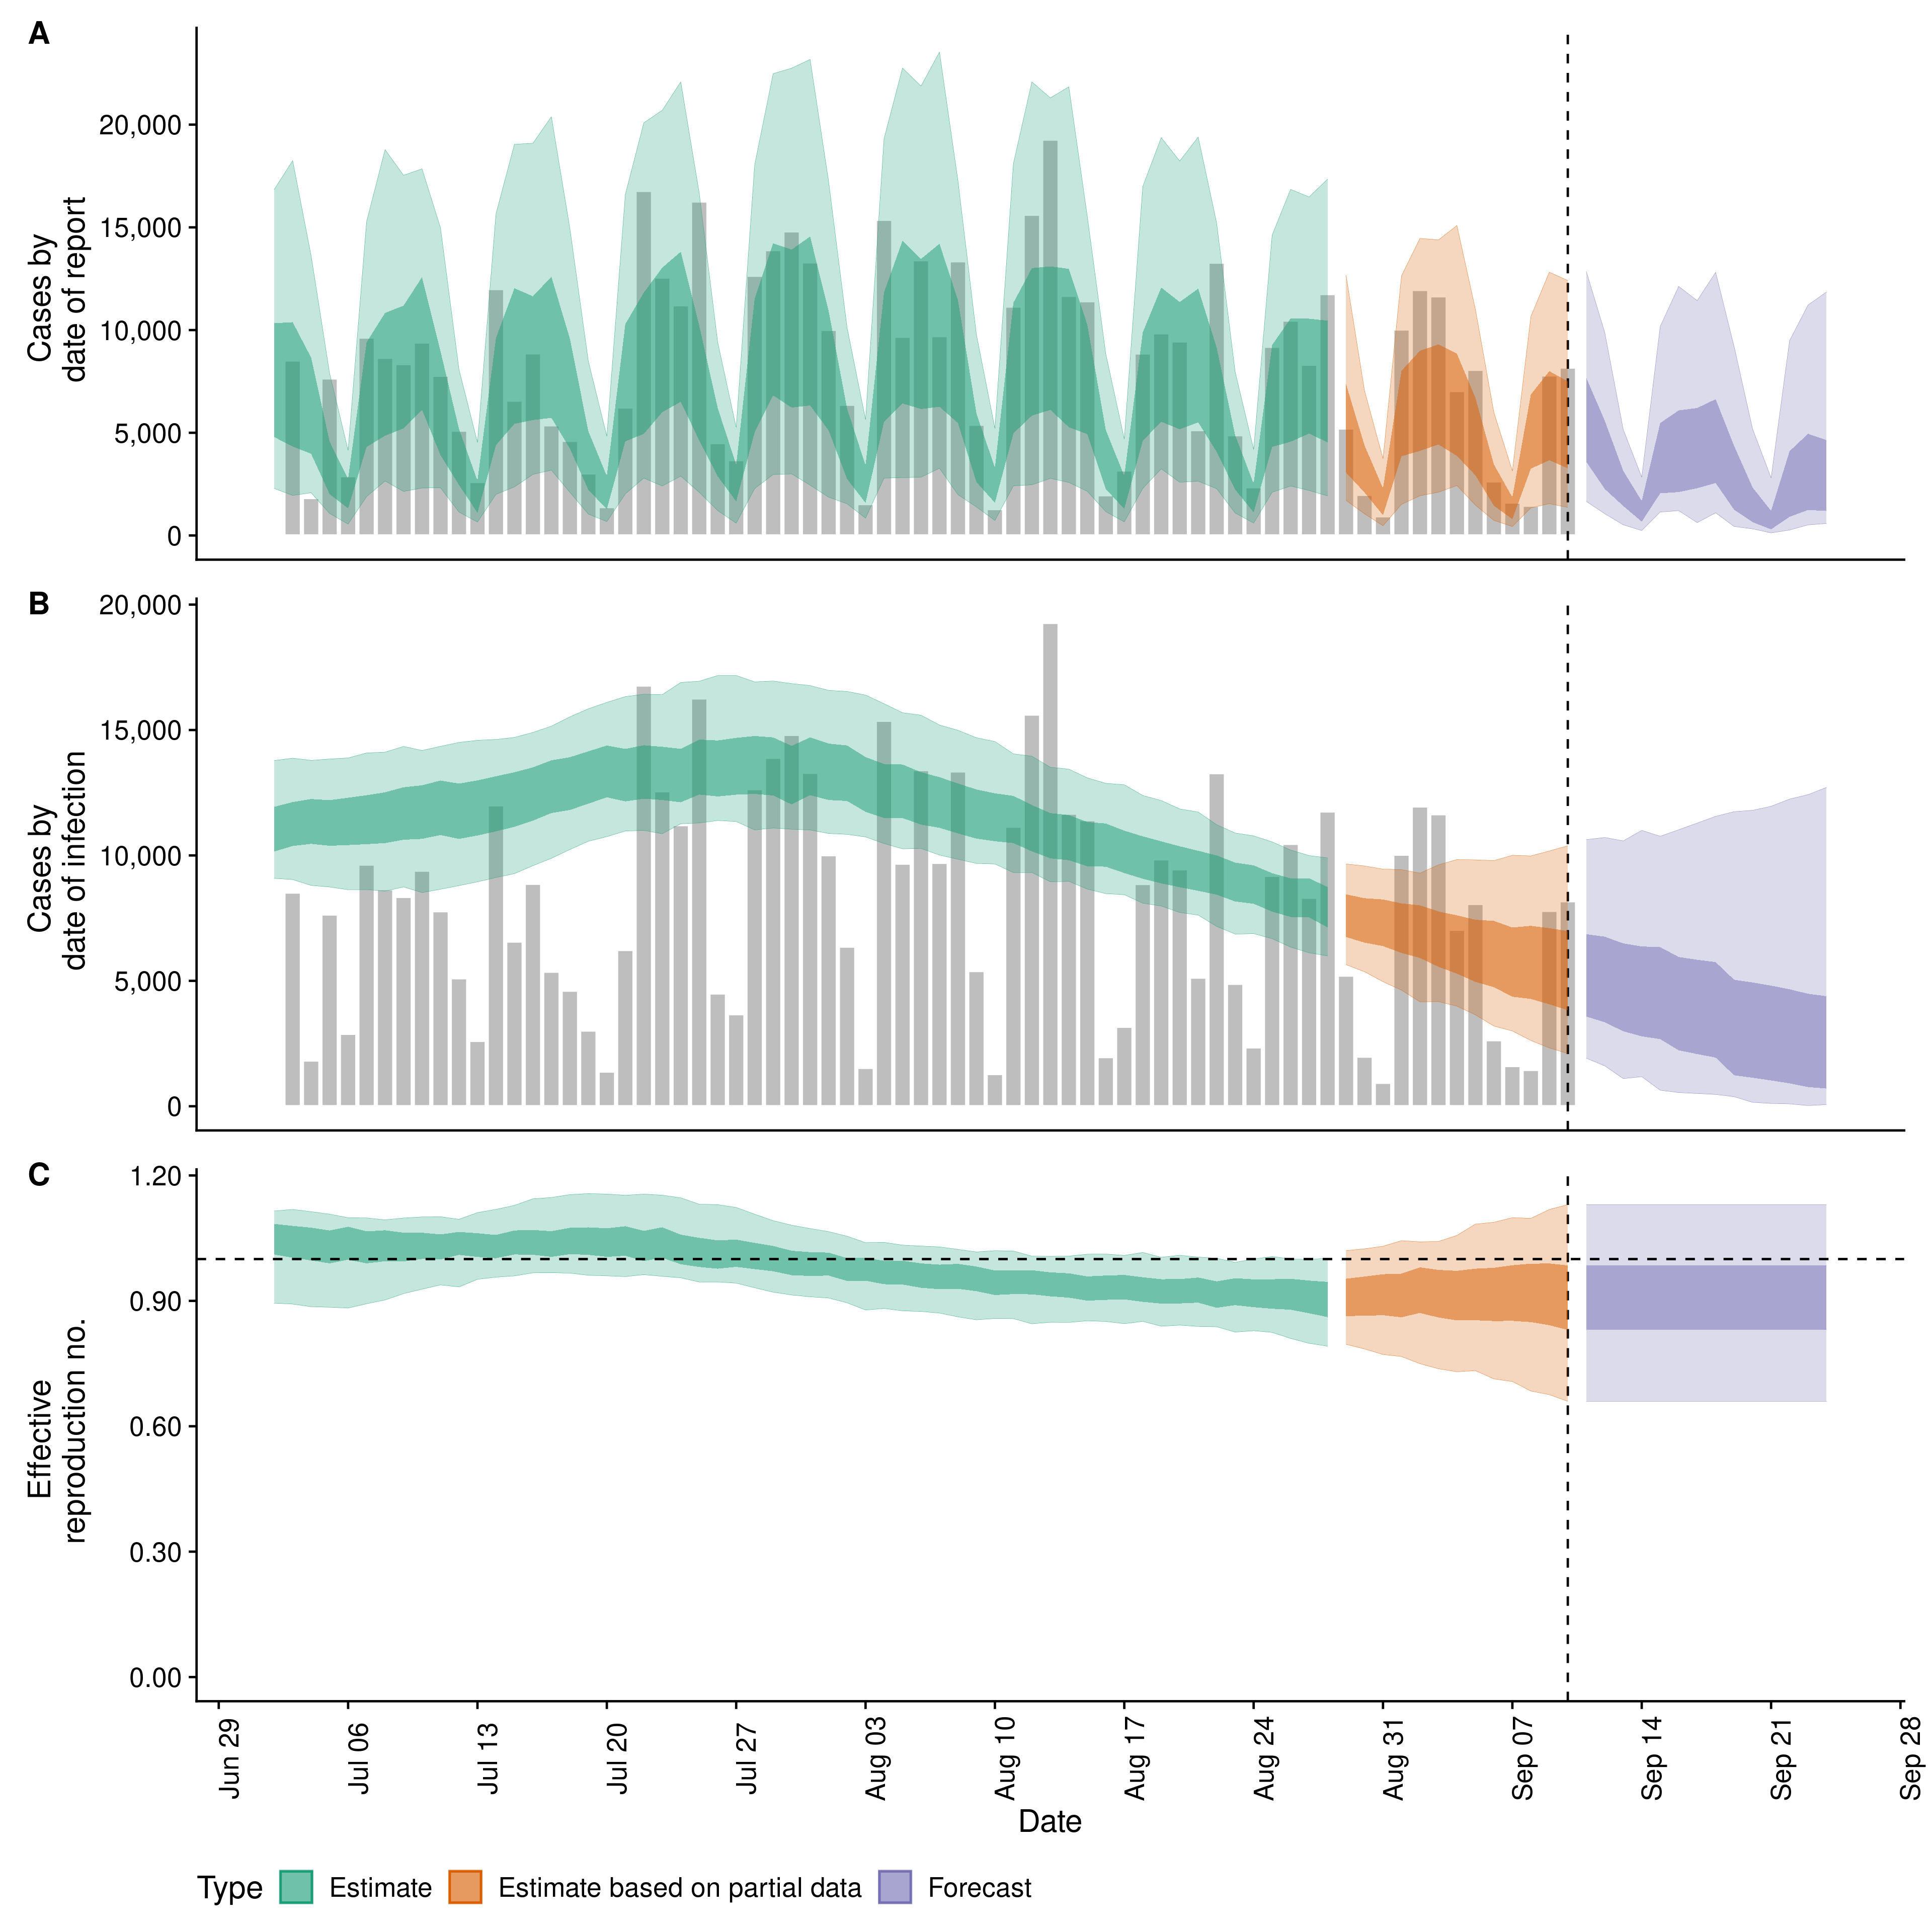 A
20,000
15,000
10,000
5,000
0
Cases by
date of report
B
20,000
15,000
10,000
5,000
0
Cases by
date of infection
C
1.20
0.90
0.60
0.30
0.00
Effective
reproduction no.
Jun 29
Jul 06
Jul 13
Jul 20
Jul 27
Aug 03
Aug 10
Aug 17
Aug 24
Aug 31
Sep 07
Sep 14
Sep 21
Sep 28
Date
Type Estimate Estimate based on partial data Forecast